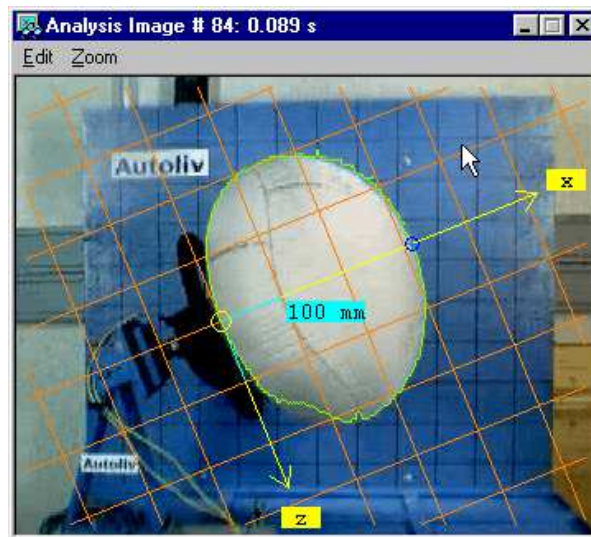 Analysis Image # 84: 0.089 s
Edit Zoom
Autoliv
x
100 mm
Autoliv
z